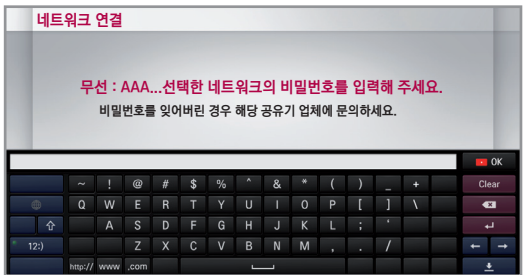 네트워크 연결
무선 : AAA...선택한 네트워크의 비밀번호를 입력해 주세요.
비밀번호를 잊어버린 경우 해당 공유기 업체에 문의하세요.
OK
~ ! @ # $ % ^ & * ( ) _ + Clear
Q W E R T Y U I O P [ ] \
A S D F G H J K L ; '
12:) Z X C V B N M , . /
http:// www .com